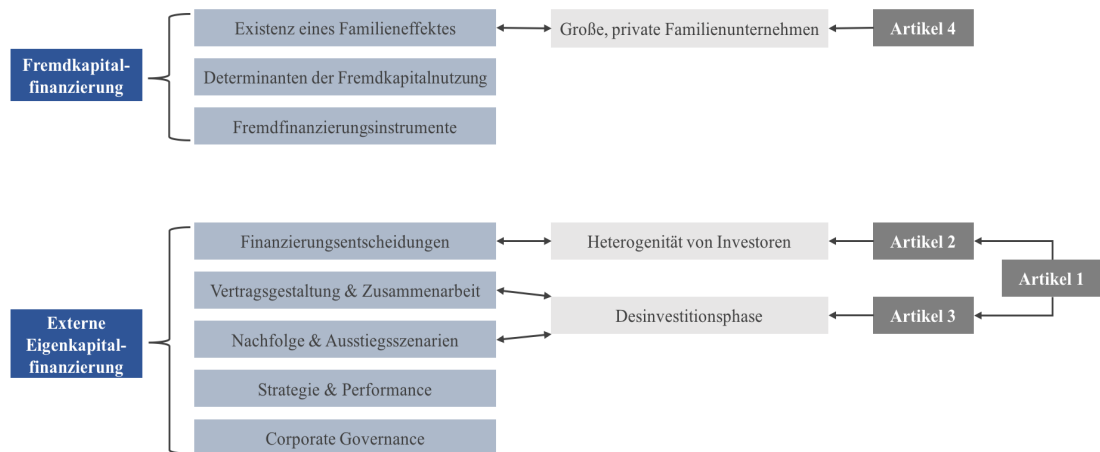 Existenz eines Familieneffektes
Große, private Familienunternehmen
Artikel 4
Fremdkapital-
finanzierung
Determinanten der Fremdkapitalnutzung
Fremdfinanzierungsinstrumente
Finanzierungsentscheidungen
Heterogenität von Investoren
Artikel 2
Artikel 1
Vertragsgestaltung & Zusammenarbeit
Desinvestitionsphase
Artikel 3
Externe
Eigenkapital-
finanzierung
Nachfolge & Ausstiegsszenarien
Strategie & Performance
Corporate Governance